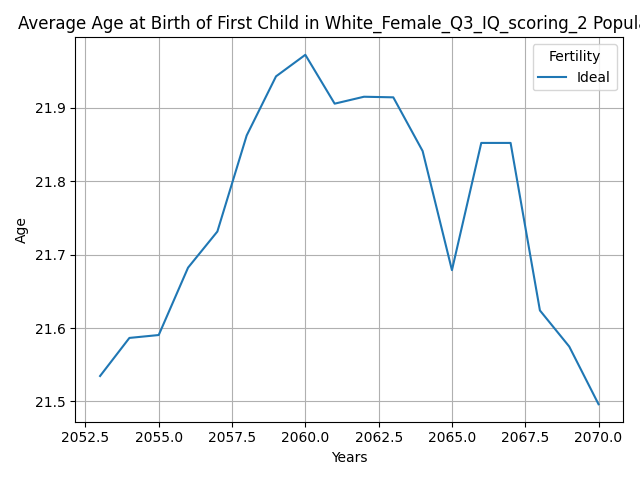 Average Age at Birth of First Child in White_Female_Q3_IQ_scoring_2 Popula
Fertility
Ideal
Age
21.9
21.8
21.7
21.6
21.5
2052.5 2055.0 2057.5 2060.0 2062.5 2065.0 2067.5 2070.0
Years